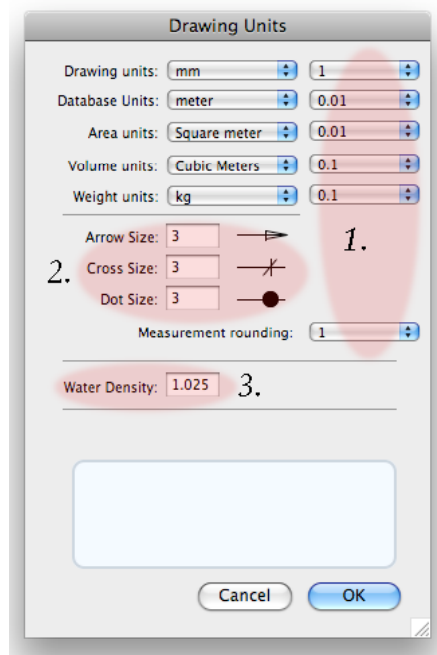 Drawing Units
Drawing units: mm 1
Database Units: meter 0.01
Area units: Square meter 0.01
Volume units: Cubic Meters 0.1
Weight units: kg 0.1
1.
Arrow Size: 3
2. Cross Size: 3
Dot Size: 3
Measurement rounding: 1
Water Density: 1.025 3.
Cancel OK